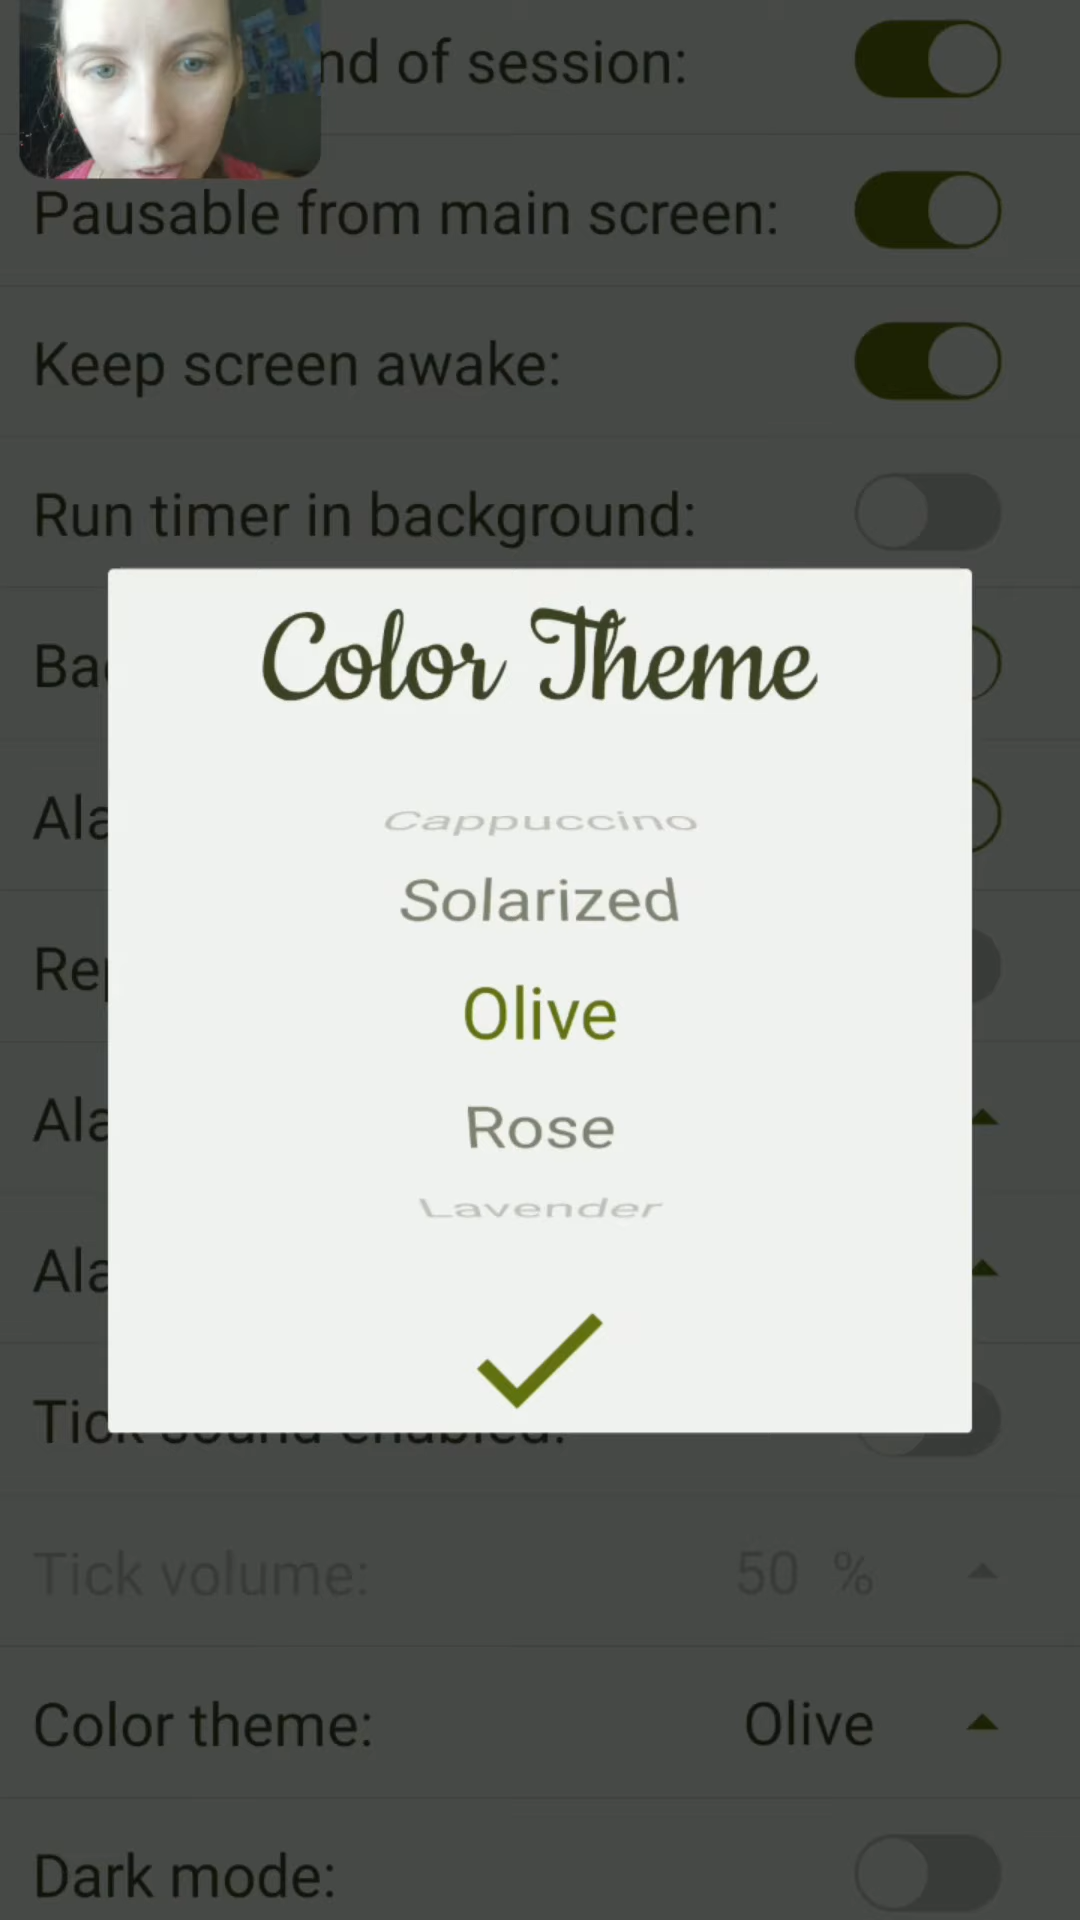 nd of session:
Pausable from main screen:
Keep screen awake:
Run timer in background:
Color Theme
Cappuccino
Solarized
Olive
Rose
Lavender
Tick volume: 50 %
Color theme: Olive
Dark mode: